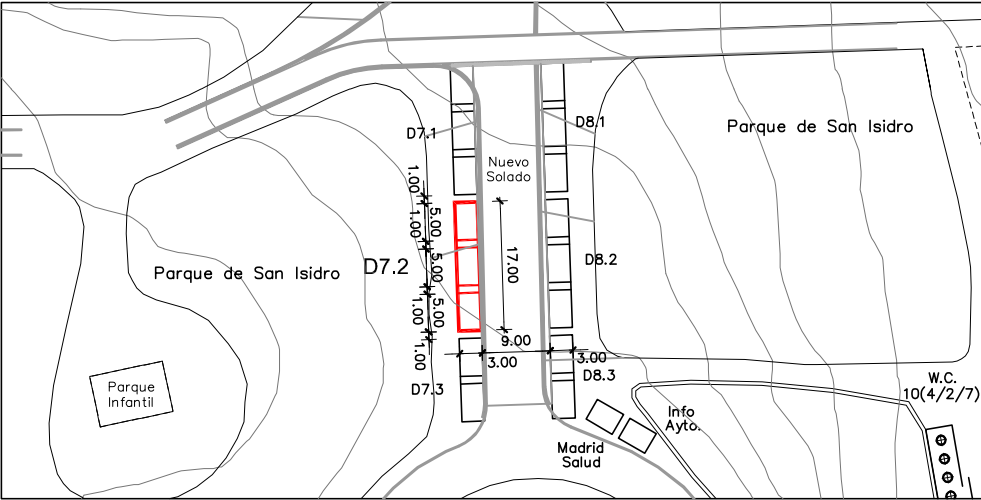 D7.1
D8.1
Parque de San Isidro
Nuevo
Solado
1.00
5.00
1.00
Parque de San Isidro
D7.2
5.00
17.00
D8.2
1.00
5.00
1.00
9.00
3.00
3.00
D7.3
D8.3
Parque
Infantil
W.C.
10(4/2/7)
Info
Ayto.
Madrid
Salud